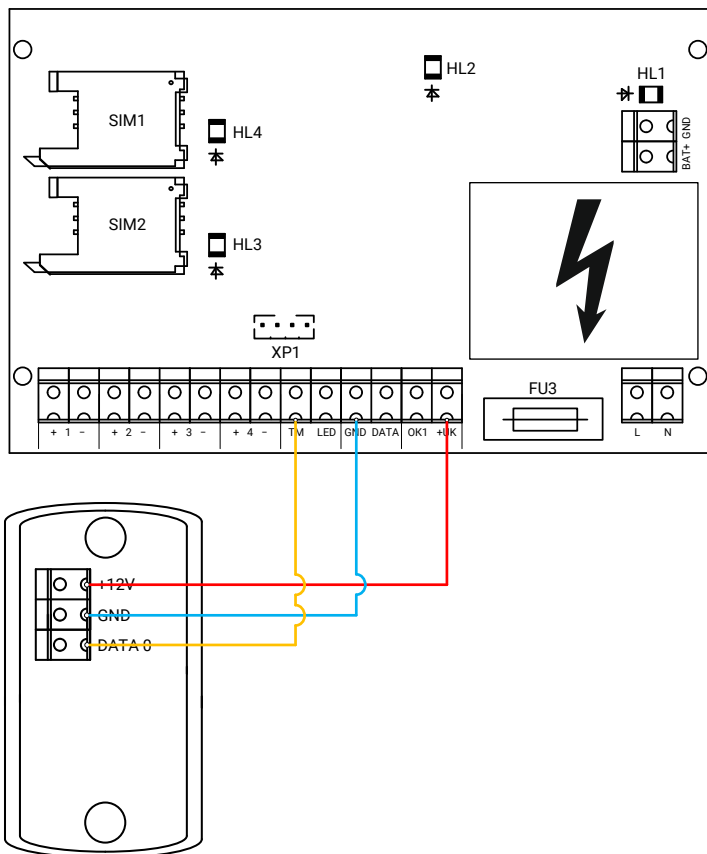 HL2
HL1
SIM1
HL4
BAT+ GND
SIM2
HL3
XP1
FU3
+ 1 − + 2 − + 3 − + 4 − TM LED GND DATA OK1 +UK
L N
+12V
GND
DATA 0